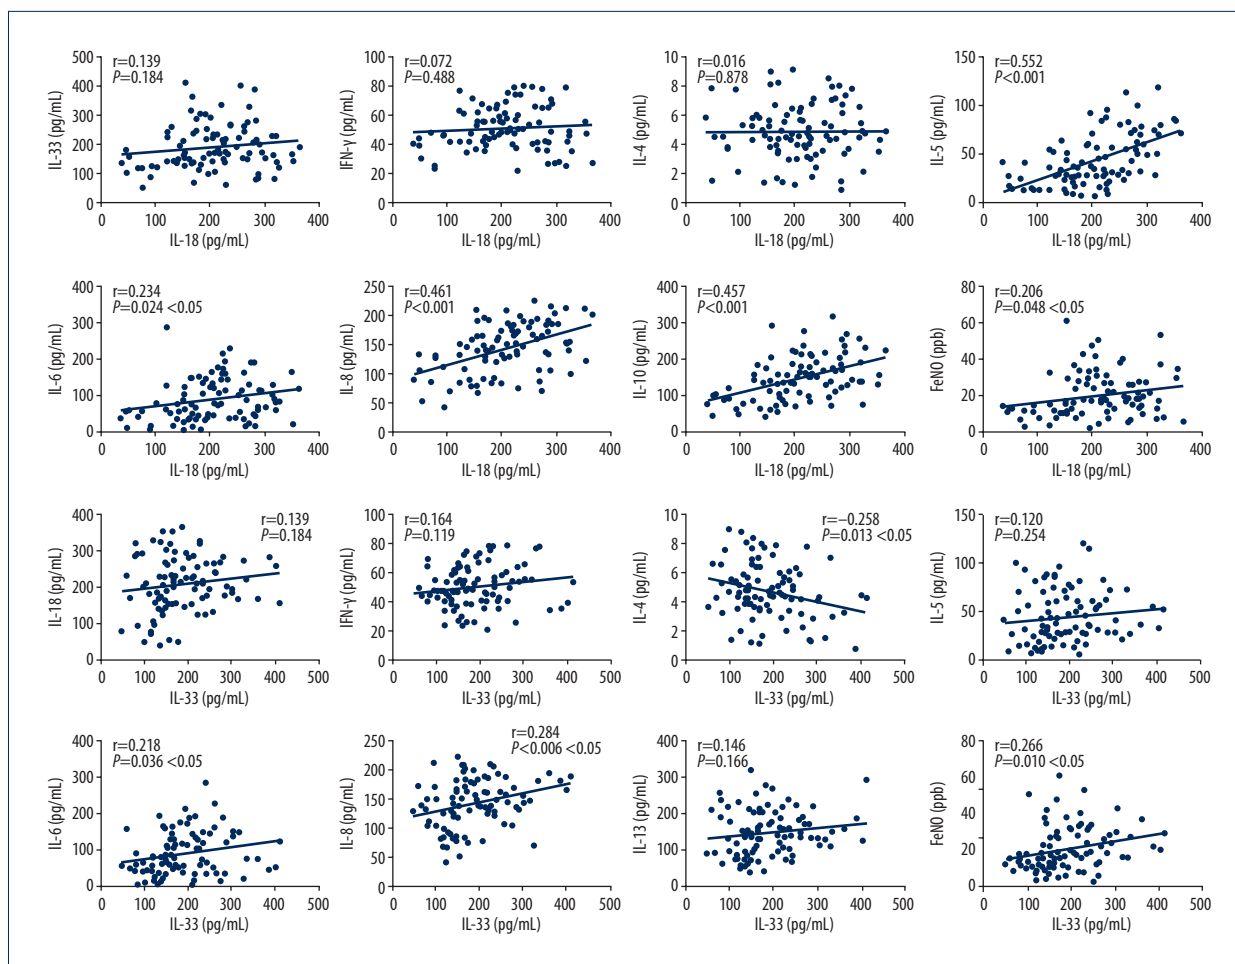 r=0.139
P=0.184
IL-33 (pg/mL)
500
400
300
200
100
0
0 100 200 300 400
IL-18 (pg/mL)
r=0.072
P=0.488
IFN-γ (pg/mL)
100
80
60
40
20
0
0 100 200 300 400
IL-18 (pg/mL)
r=0.016
P=0.878
IL-4 (pg/mL)
10
8
6
4
2
0
0 100 200 300 400
IL-18 (pg/mL)
r=0.552
P<0.001
IL-5 (pg/mL)
150
100
50
0
0 100 200 300 400
IL-18 (pg/mL)
r=0.234
P=0.024 <0.05
IL-6 (pg/mL)
400
300
200
100
0
0 100 200 300 400
IL-18 (pg/mL)
r=0.461
P<0.001
IL-8 (pg/mL)
250
200
150
100
50
0
0 100 200 300 400
IL-18 (pg/mL)
r=0.457
P<0.001
IL-10 (pg/mL)
400
300
200
100
0
0 100 200 300 400
IL-18 (pg/mL)
r=0.206
P=0.048 <0.05
FeNO (ppb)
80
60
40
20
0
0 100 200 300 400
IL-18 (pg/mL)
r=0.139
P=0.184
IL-18 (pg/mL)
400
300
200
100
0
0 100 200 300 400 500
IL-33 (pg/mL)
r=0.164
P=0.119
IFN-γ (pg/mL)
100
80
60
40
20
0
0 100 200 300 400 500
IL-33 (pg/mL)
r=−0.258
P=0.013 <0.05
IL-4 (pg/mL)
10
8
6
4
2
0
0 100 200 300 400 500
IL-33 (pg/mL)
r=0.120
P=0.254
IL-5 (pg/mL)
150
100
50
0
0 100 200 300 400 500
IL-33 (pg/mL)
r=0.218
P=0.036 <0.05
IL-6 (pg/mL)
400
300
200
100
0
0 100 200 300 400 500
IL-33 (pg/mL)
r=0.284
P<0.006 <0.05
IL-8 (pg/mL)
250
200
150
100
50
0
0 100 200 300 400 500
IL-33 (pg/mL)
r=0.146
P=0.166
IL-13 (pg/mL)
400
300
200
100
0
0 100 200 300 400 500
IL-33 (pg/mL)
r=0.266
P=0.010 <0.05
FeNO (ppb)
80
60
40
20
0
0 100 200 300 400 500
IL-33 (pg/mL)